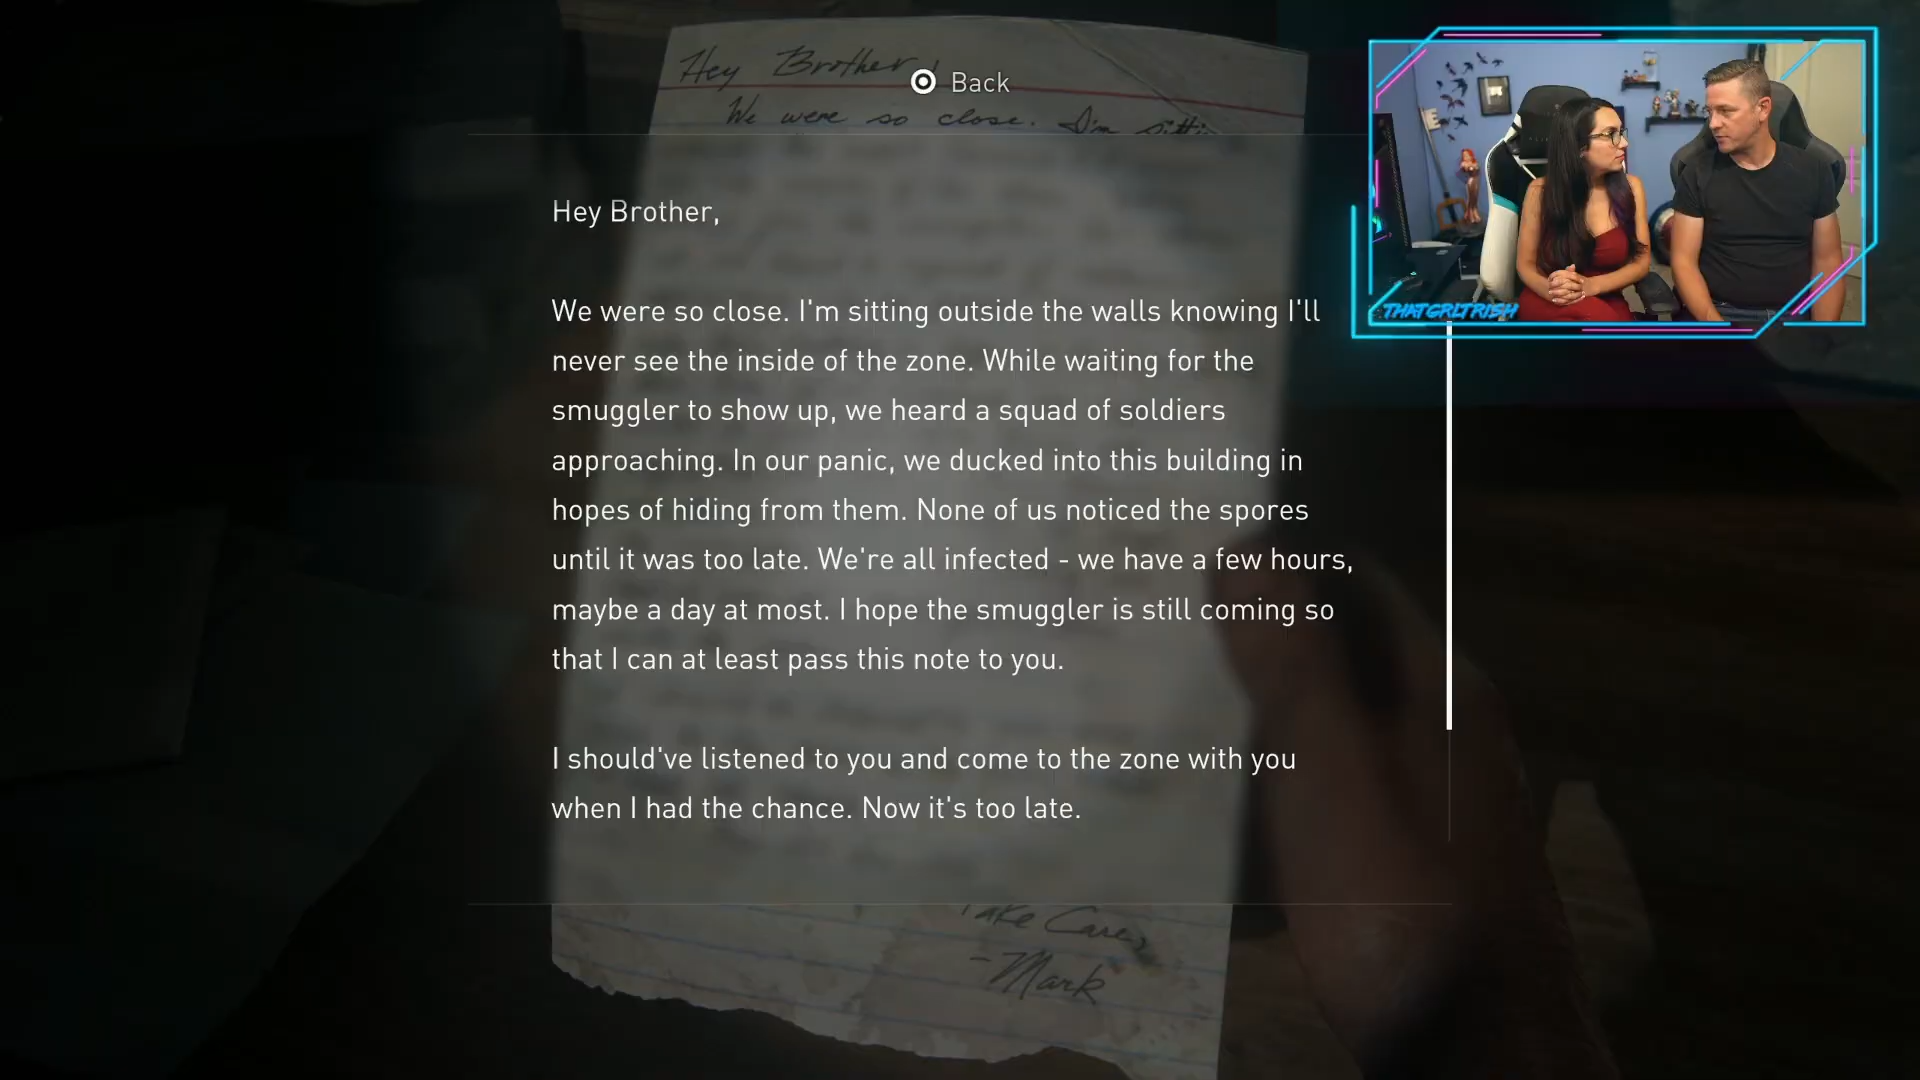 Hey Brother,
We were so close. I'm sitti
Back
Hey Brother,
We were so close. I'm sitting outside the walls knowing I'll
never see the inside of the zone. While waiting for the
smuggler to show up, we heard a squad of soldiers
approaching. In our panic, we ducked into this building in
hopes of hiding from them. None of us noticed the spores
until it was too late. We're all infected - we have a few hours,
maybe a day at most. I hope the smuggler is still coming so
that I can at least pass this note to you.
I should've listened to you and come to the zone with you
when I had the chance. Now it's too late.
Take Care,
-Mark
THATGRLTRISH